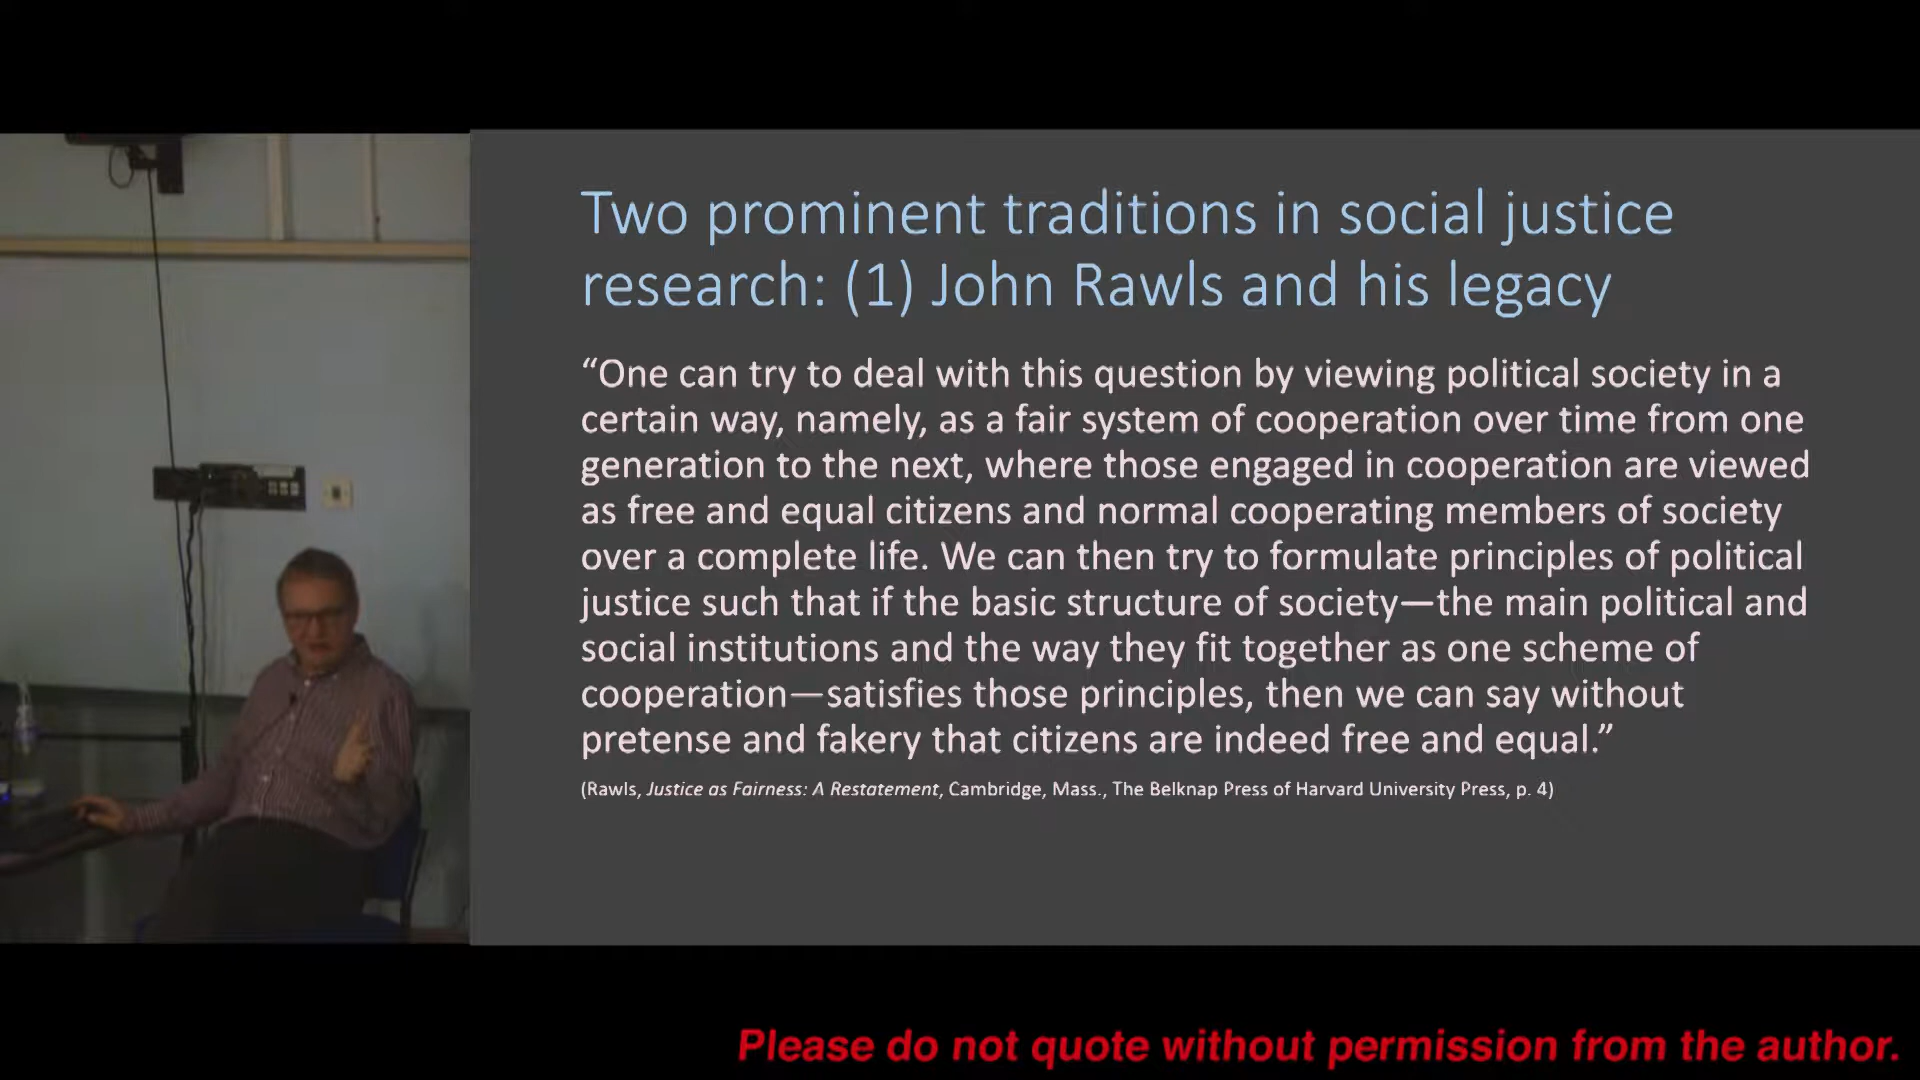 Two prominent traditions in social justice
research: (1) John Rawls and his legacy
“One can try to deal with this question by viewing political society in a
certain way, namely, as a fair system of cooperation over time from one
generation to the next, where those engaged in cooperation are viewed
as free and equal citizens and normal cooperating members of society
over a complete life. We can then try to formulate principles of political
justice such that if the basic structure of society—the main political and
social institutions and the way they fit together as one scheme of
cooperation—satisfies those principles, then we can say without
pretense and fakery that citizens are indeed free and equal.”
(Rawls, Justice as Fairness: A Restatement, Cambridge, Mass., The Belknap Press of Harvard University Press, p. 4)
Please do not quote without permission from the author.